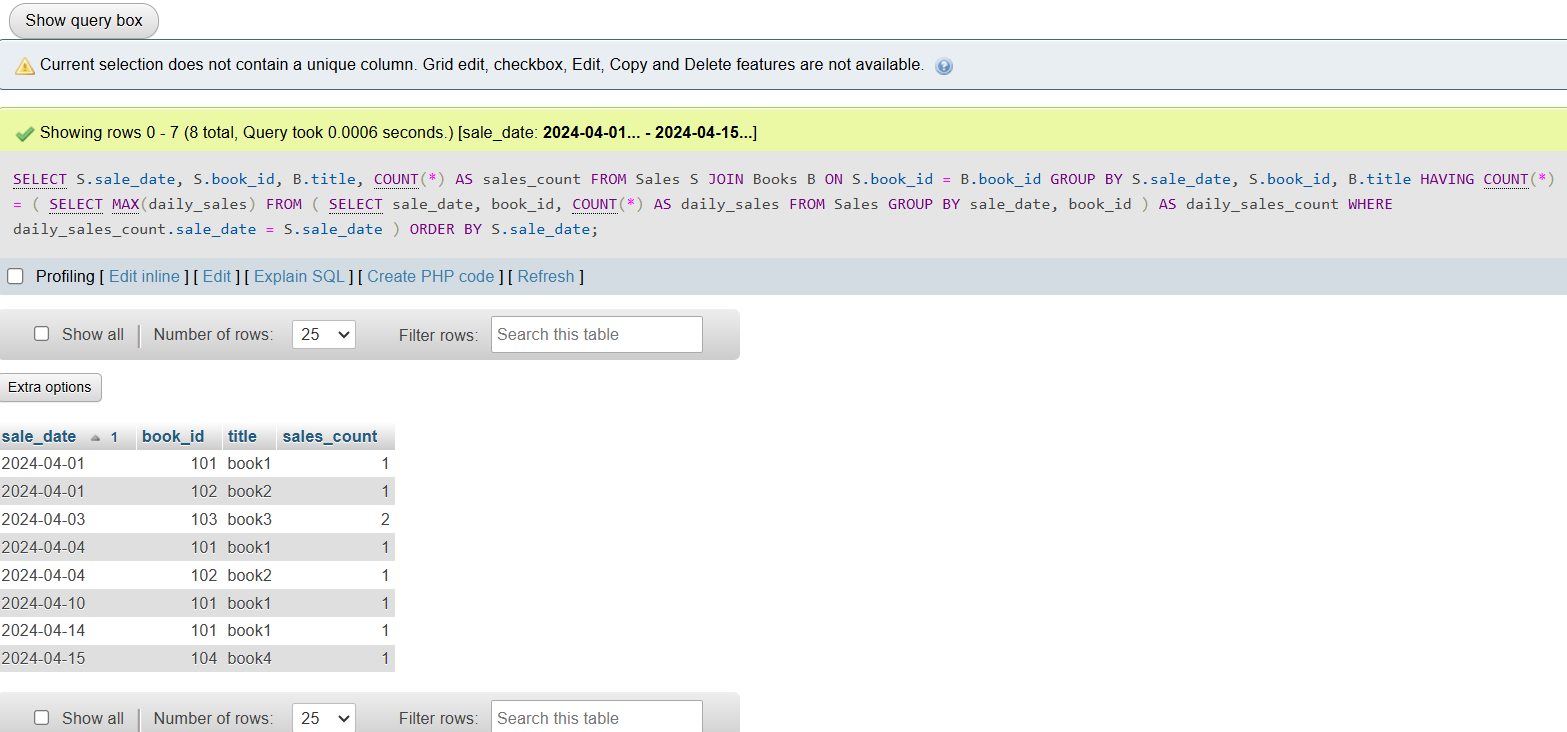 Show query box
Current selection does not contain a unique column. Grid edit, checkbox, Edit, Copy and Delete features are not available.
Showing rows 0 - 7 (8 total, Query took 0.0006 seconds.) [sale_date: 2024-04-01... - 2024-04-15...]
SELECT S.sale_date, S.book_id, B.title, COUNT(*) AS sales_count FROM Sales S JOIN Books B ON S.book_id = B.book_id GROUP BY S.sale_date, S.book_id, B.title HAVING COUNT(*)
= ( SELECT MAX(daily_sales) FROM ( SELECT sale_date, book_id, COUNT(*) AS daily_sales FROM Sales GROUP BY sale_date, book_id ) AS daily_sales_count WHERE
daily_sales_count.sale_date = S.sale_date ) ORDER BY S.sale_date;
Profiling [ Edit inline ] [ Edit ] [ Explain SQL ] [ Create PHP code ] [ Refresh ]
Show all Number of rows: 25 Filter rows: Search this table
Extra options
sale_date 1 book_id title sales_count
2024-04-01 101 book1 1
2024-04-01 102 book2 1
2024-04-03 103 book3 2
2024-04-04 101 book1 1
2024-04-04 102 book2 1
2024-04-10 101 book1 1
2024-04-14 101 book1 1
2024-04-15 104 book4 1
Show all Number of rows: 25 Filter rows: Search this table